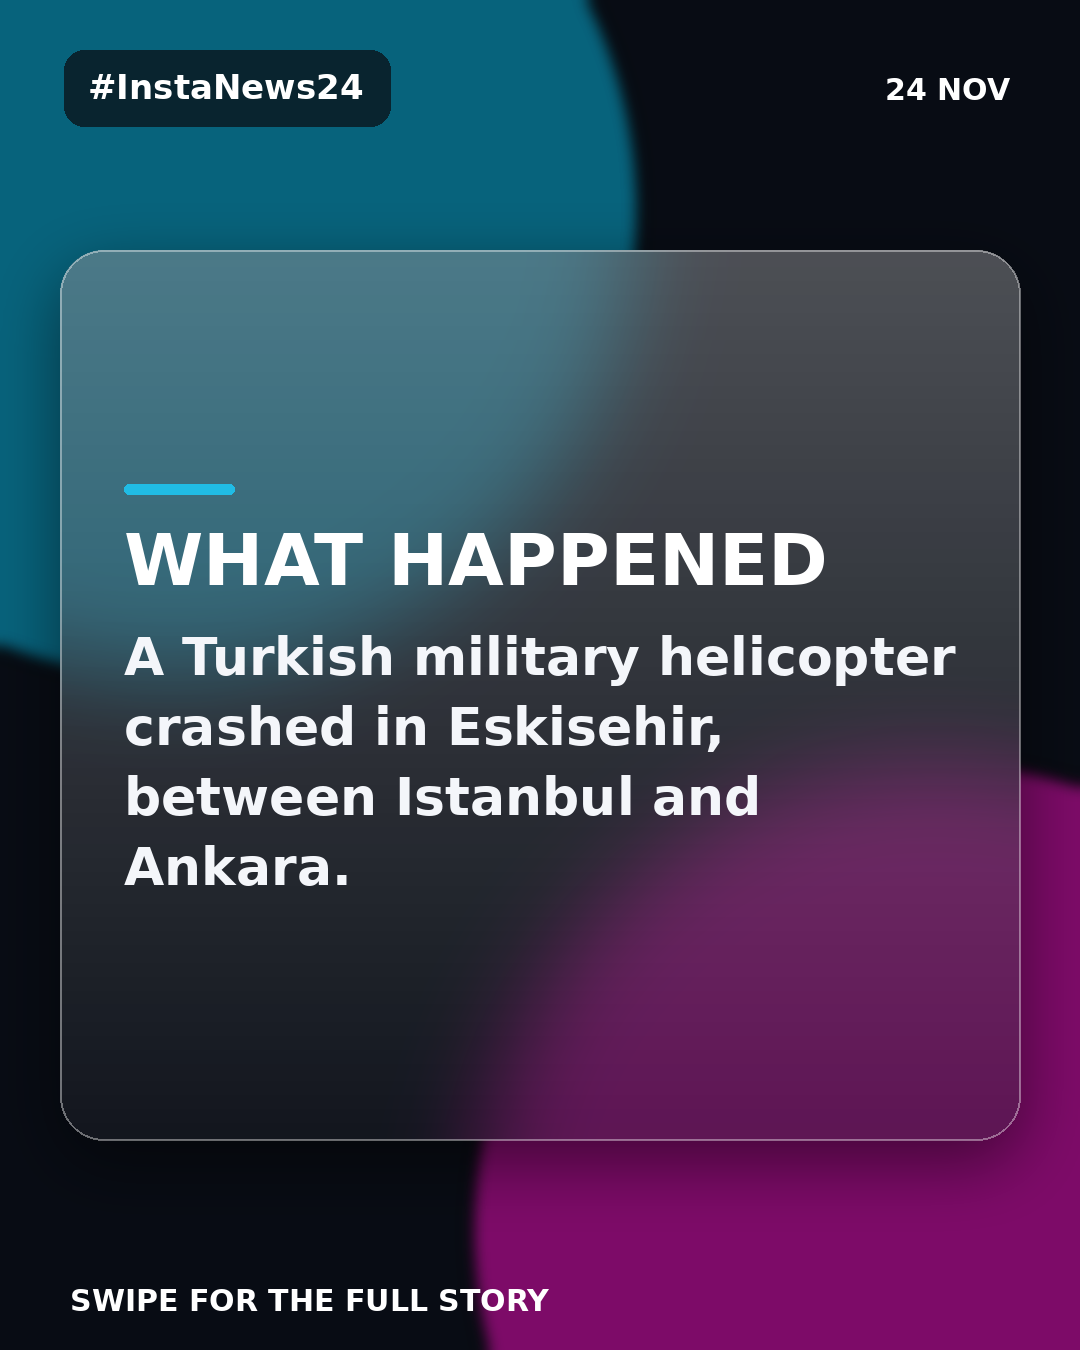 #InstaNews24
24 NOV
WHAT HAPPENED
A Turkish military helicopter
crashed in Eskisehir,
between Istanbul and
Ankara.
SWIPE FOR THE FULL STORY